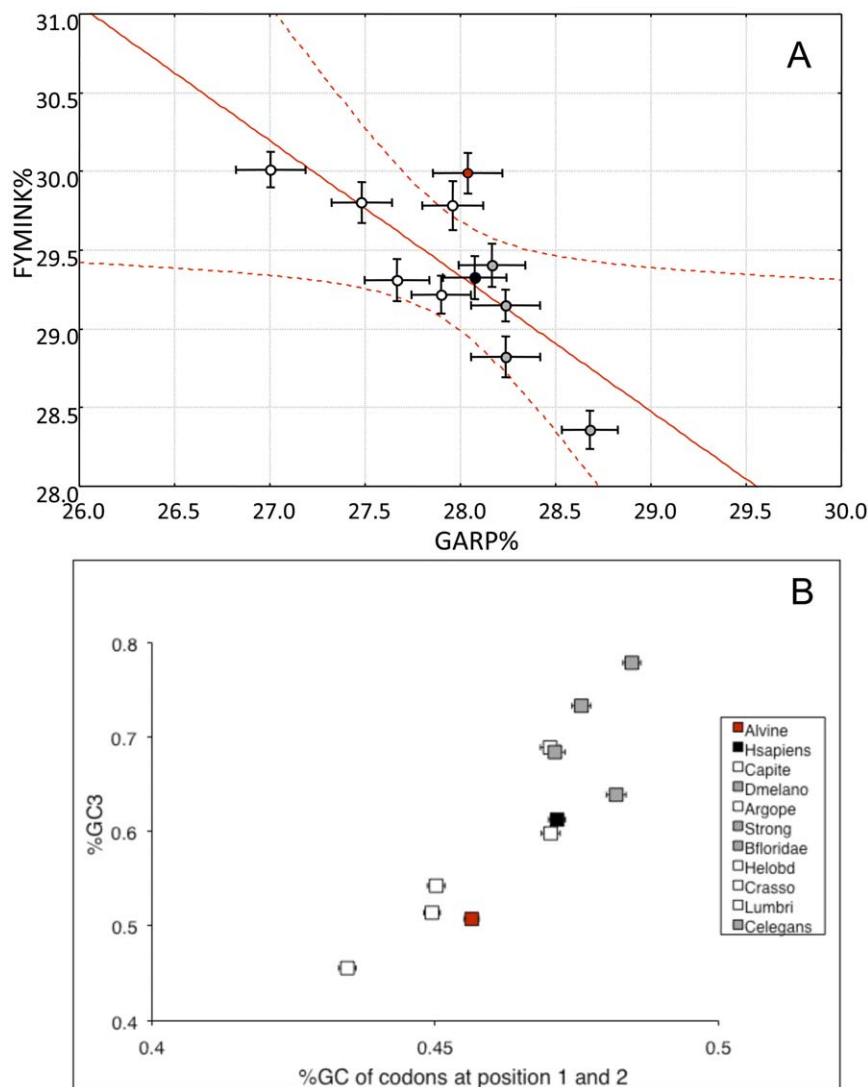 A
31.0
30.5
30.0
29.5
29.0
28.5
28.0
FYMINK%
26.0 26.5 27.0 27.5 28.0 28.5 29.0 29.5 30.0
GARP%
B
0.8
0.7
0.6
0.5
0.4
%GC3
0.4 0.45 0.5
%GC of codons at position 1 and 2
Alvine
Hsapiens
Capite
Dmelano
Argope
Strong
Bfloridae
Helobd
Crasso
Lumbri
Celegans